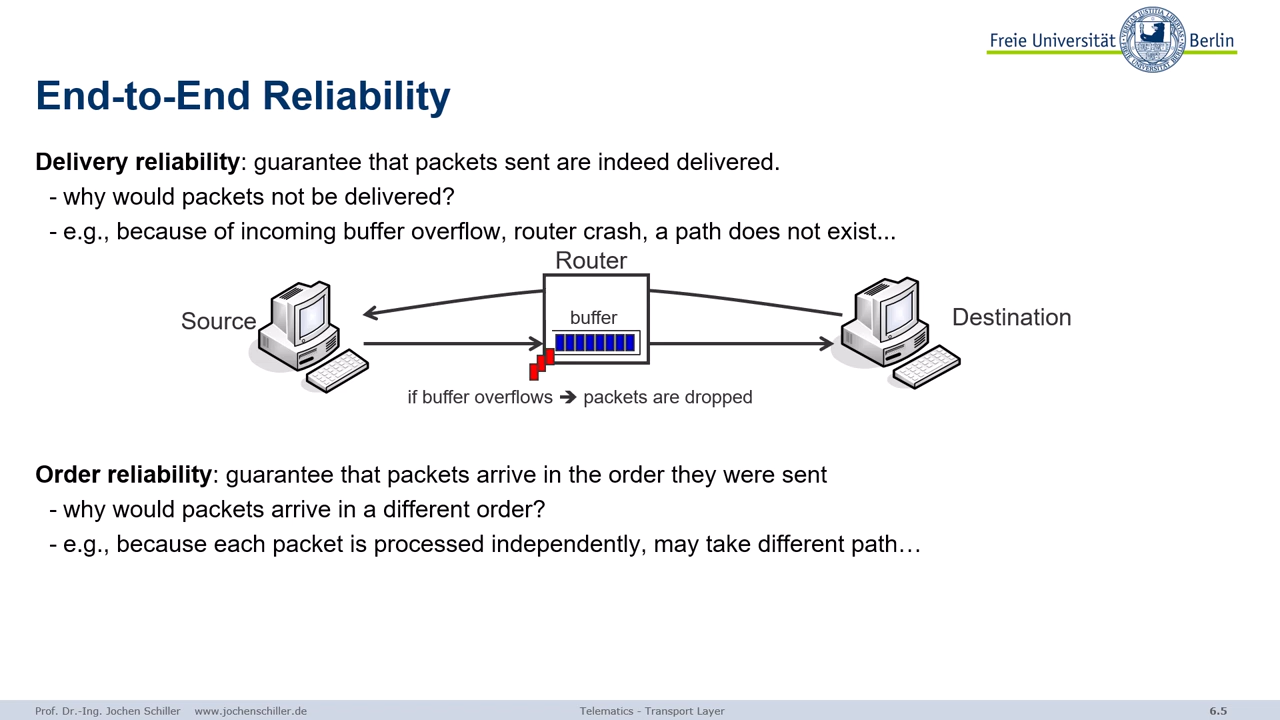 Freie Universität Berlin
End-to-End Reliability
Delivery reliability: guarantee that packets sent are indeed delivered.
- why would packets not be delivered?
- e.g., because of incoming buffer overflow, router crash, a path does not exist...
Router
buffer
Source
Destination
if buffer overflows ➔ packets are dropped
Order reliability: guarantee that packets arrive in the order they were sent
- why would packets arrive in a different order?
- e.g., because each packet is processed independently, may take different path…
Prof. Dr.-Ing. Jochen Schiller www.jochenschiller.de Telematics - Transport Layer 6.5